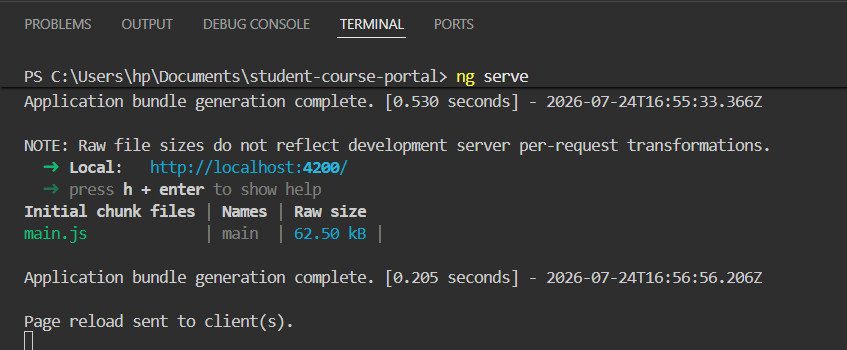 PROBLEMS OUTPUT DEBUG CONSOLE TERMINAL PORTS
PS C:\Users\hp\Documents\student-course-portal> ng serve
Application bundle generation complete. [0.530 seconds] - 2026-07-24T16:55:33.366Z
NOTE: Raw file sizes do not reflect development server per-request transformations.
➜ Local: http://localhost:4200/
➜ press h + enter to show help
Initial chunk files | Names | Raw size
main.js | main | 62.50 kB |
Application bundle generation complete. [0.205 seconds] - 2026-07-24T16:56:56.206Z
Page reload sent to client(s).